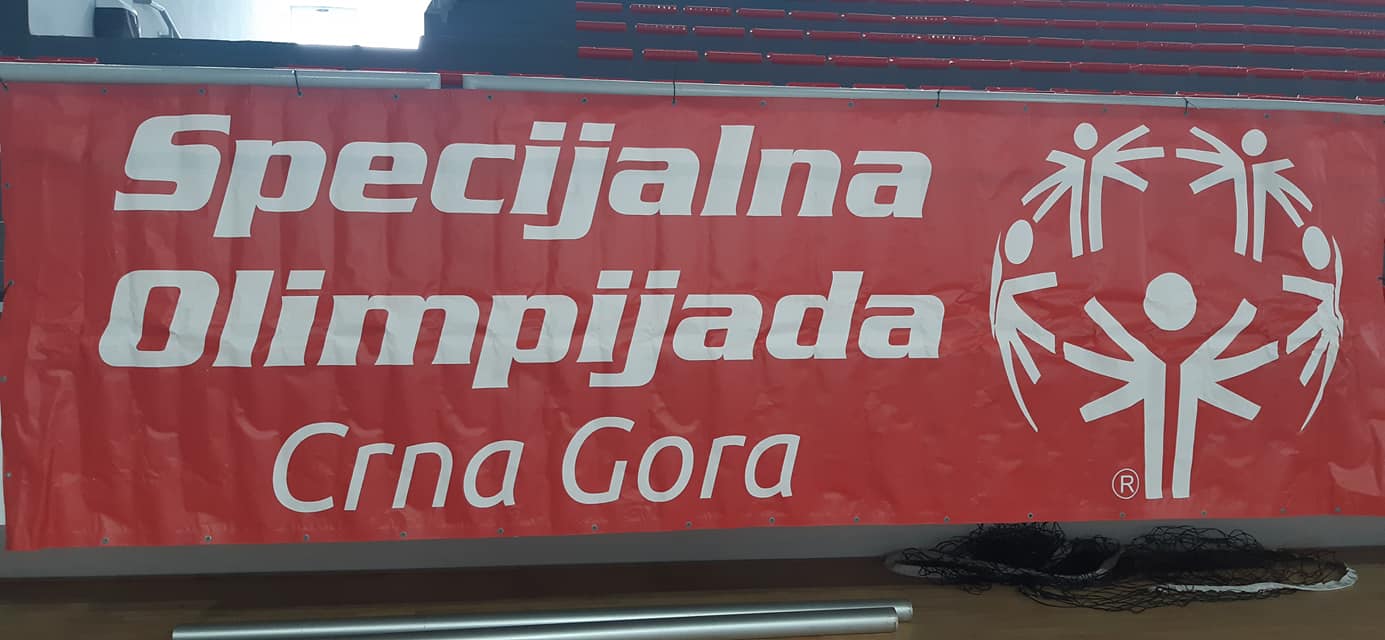 Specijalna
Olimpijada
Crna Gora
®